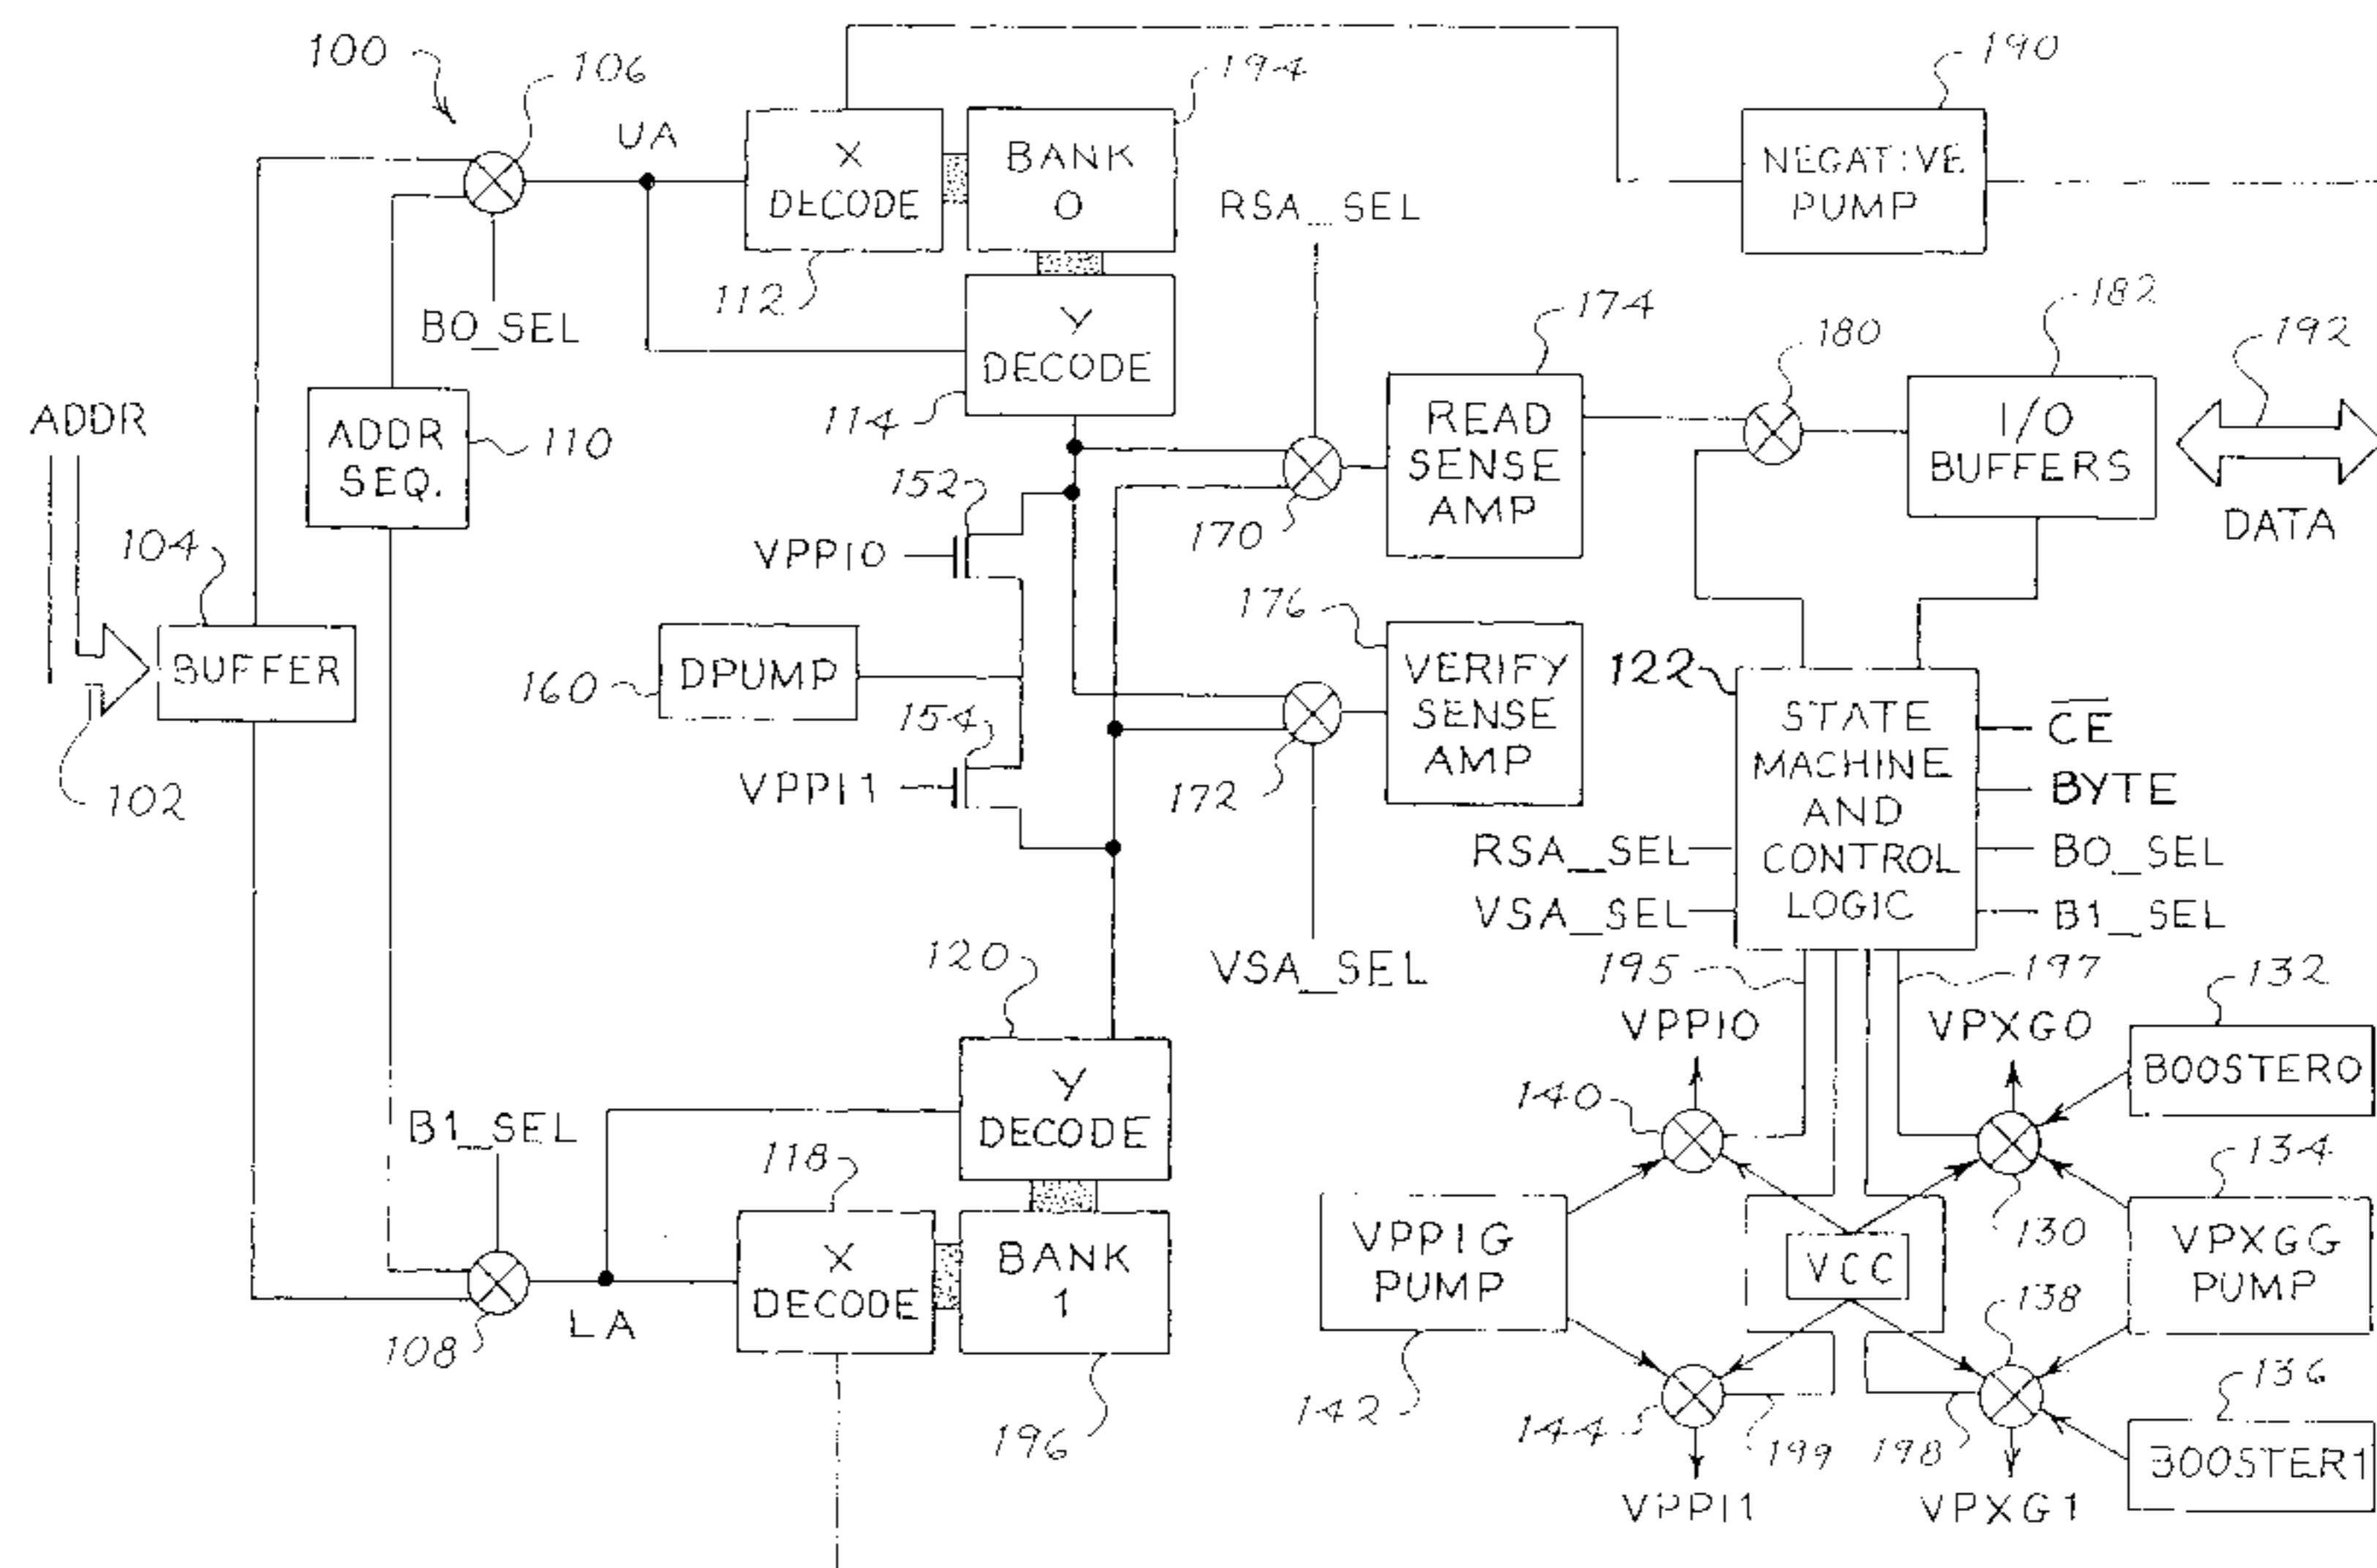 100
106
UA
X
DECODE
112
194
BANK
0
190
NEGATIVE
PUMP
RSA_SEL
B0_SEL
Y
DECODE
114
174
READ
SENSE
AMP
180
182
I/O
BUFFERS
192
DATA
ADDR
ADDR
SEQ.
110
152
170
VPPI0
104
BUFFER
102
160
DPUMP
154
VPPI1
176
VERIFY
SENSE
AMP
172
VSA_SEL
122
STATE
MACHINE
AND
CONTROL
LOGIC
CE
BYTE
RSA_SEL
B0_SEL
VSA_SEL
B1_SEL
195
197
120
Y
DECODE
B1_SEL
118
X
DECODE
BANK
1
108
LA
196
VPPI0
VPXG0
132
BOOSTER0
140
130
134
VPPIG
PUMP
VCC
VPXGG
PUMP
138
142
144
199
198
136
BOOSTER1
VPPI1
VPXG1